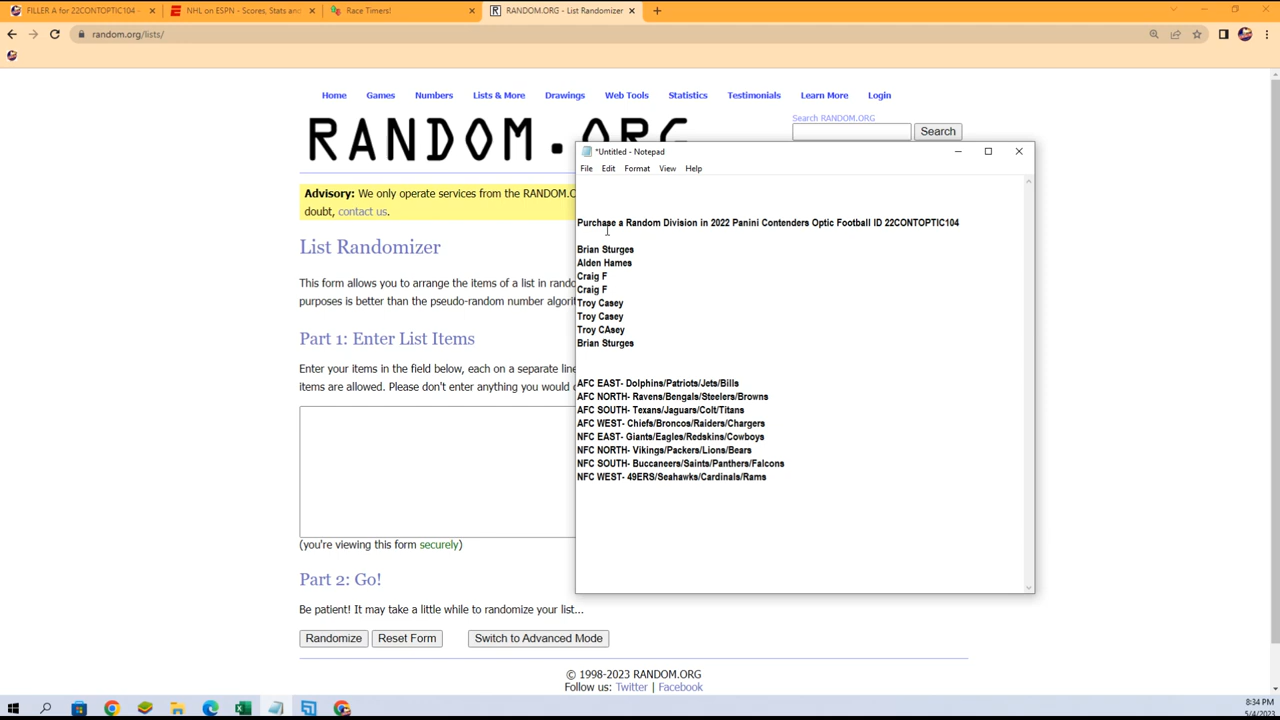 FILLER A for 22CONTOPTIC104 -
NHL on ESPN - Scores, Stats and
Race Timers!
RANDOM.ORG - List Randomizer
random.org/lists/
Home Games Numbers Lists & More Drawings Web Tools Statistics Testimonials Learn More Login
Search RANDOM.ORG
RANDOM.ORG
Search
Advisory: We only operate services from the RANDOM.O
doubt, contact us.
List Randomizer
This form allows you to arrange the items of a list in rando
purposes is better than the pseudo-random number algori
Part 1: Enter List Items
Enter your items in the field below, each on a separate line
items are allowed. Please don't enter anything you would
(you're viewing this form securely)
Part 2: Go!
Be patient! It may take a little while to randomize your list...
Randomize Reset Form Switch to Advanced Mode
© 1998-2023 RANDOM.ORG
Follow us: Twitter | Facebook
*Untitled - Notepad
File Edit Format View Help
Purchase a Random Division in 2022 Panini Contenders Optic Football ID 22CONTOPTIC104
Brian Sturges
Alden Hames
Craig F
Craig F
Troy Casey
Troy Casey
Troy CAsey
Brian Sturges
AFC EAST- Dolphins/Patriots/Jets/Bills
AFC NORTH- Ravens/Bengals/Steelers/Browns
AFC SOUTH- Texans/Jaguars/Colt/Titans
AFC WEST- Chiefs/Broncos/Raiders/Chargers
NFC EAST- Giants/Eagles/Redskins/Cowboys
NFC NORTH- Vikings/Packers/Lions/Bears
NFC SOUTH- Buccaneers/Saints/Panthers/Falcons
NFC WEST- 49ERS/Seahawks/Cardinals/Rams
8:34 PM
5/4/2023